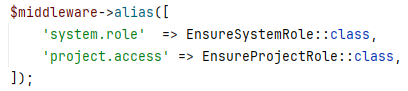 $middleware->alias([
    'system.role'  => EnsureSystemRole::class,
    'project.access' => EnsureProjectRole::class,
]);